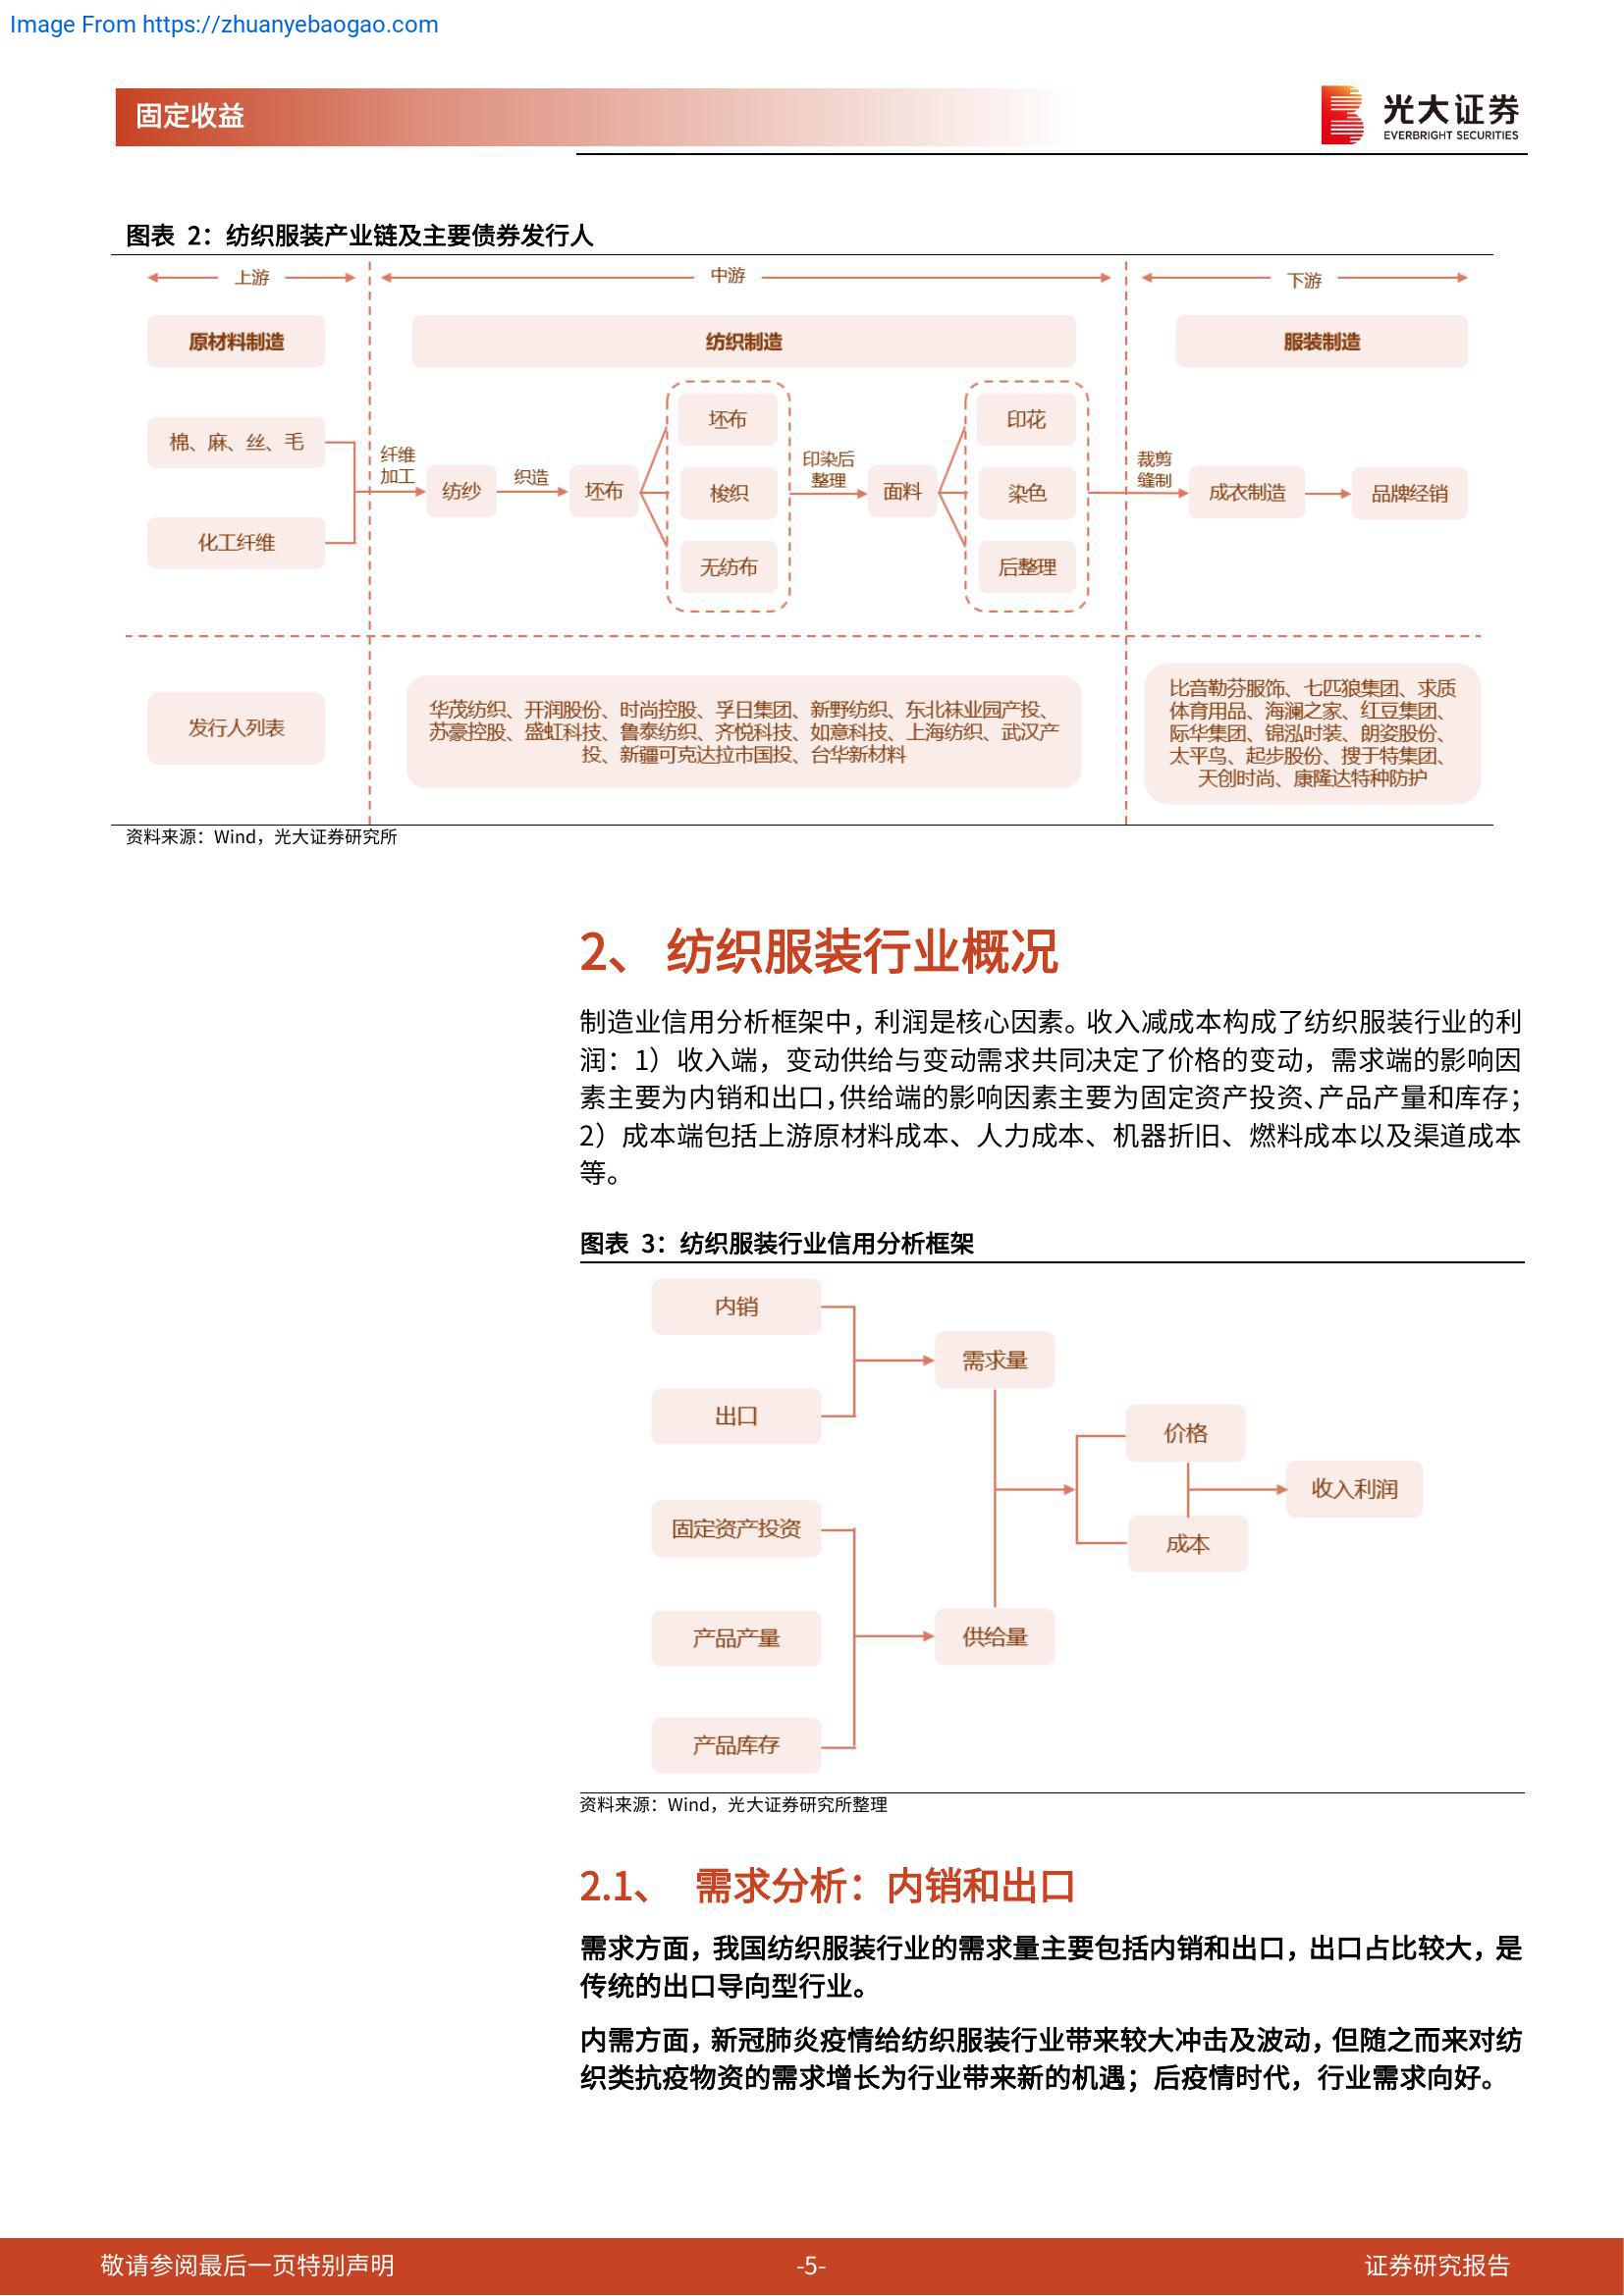 Image From https://zhuanyebaogao.com
固定收益
光大证券
EVERBRIGHT SECURITIES
图表 2：纺织服装产业链及主要债券发行人
上游
中游
下游
原材料制造
纺织制造
服装制造
棉、麻、丝、毛
化工纤维
纤维
加工
纺纱
织造
坯布
坯布
梭织
无纺布
印染后
整理
面料
印花
染色
后整理
裁剪
缝制
成衣制造
品牌经销
发行人列表
华茂纺织、开润股份、时尚控股、孚日集团、新野纺织、东北袜业园产投、
苏豪控股、盛虹科技、鲁泰纺织、齐悦科技、如意科技、上海纺织、武汉产
投、新疆可克达拉市国投、台华新材料
比音勒芬服饰、七匹狼集团、求质
体育用品、海澜之家、红豆集团、
际华集团、锦泓时装、朗姿股份、
太平鸟、起步股份、搜于特集团、
天创时尚、康隆达特种防护
资料来源：Wind，光大证券研究所
2、 纺织服装行业概况
制造业信用分析框架中，利润是核心因素。收入减成本构成了纺织服装行业的利
润：1）收入端，变动供给与变动需求共同决定了价格的变动，需求端的影响因
素主要为内销和出口，供给端的影响因素主要为固定资产投资、产品产量和库存；
2）成本端包括上游原材料成本、人力成本、机器折旧、燃料成本以及渠道成本
等。
图表 3：纺织服装行业信用分析框架
内销
出口
固定资产投资
产品产量
产品库存
需求量
供给量
价格
成本
收入利润
资料来源：Wind，光大证券研究所整理
2.1、 需求分析：内销和出口
需求方面，我国纺织服装行业的需求量主要包括内销和出口，出口占比较大，是
传统的出口导向型行业。
内需方面，新冠肺炎疫情给纺织服装行业带来较大冲击及波动，但随之而来对纺
织类抗疫物资的需求增长为行业带来新的机遇；后疫情时代，行业需求向好。
敬请参阅最后一页特别声明
-5-
证券研究报告